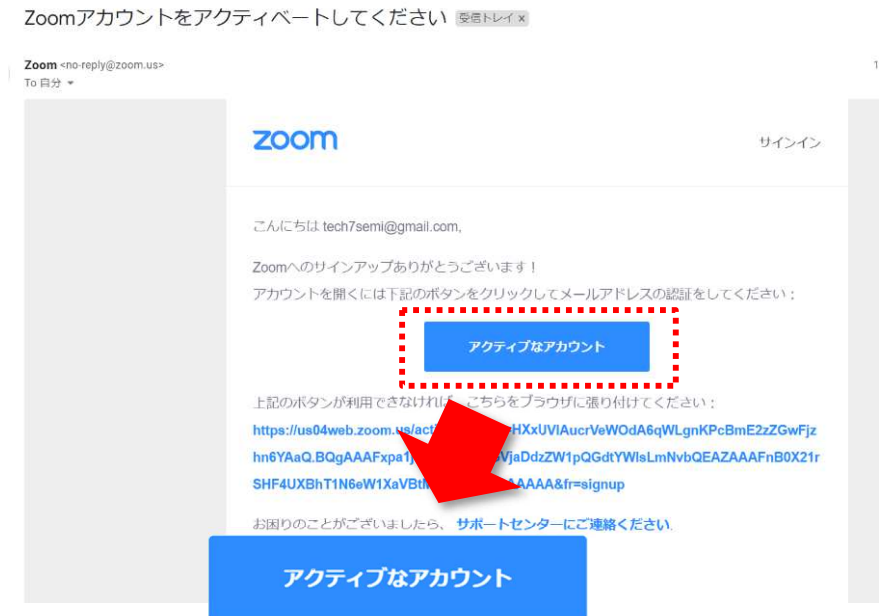 Zoomアカウントをアクティベートしてください 受信トレイ x
Zoom <no-reply@zoom.us>
1
To 自分
zoom
サインイン
こんにちは tech7semi@gmail.com,
Zoomへのサインアップありがとうございます！
アカウントを開くには下記のボタンをクリックしてメールアドレスの認証をしてください：
アクティブなアカウント
上記のボタンが利用できなければ、こちらをブラウザに張り付けてください：
https://us04web.zoom.us/act HXxUVlAucrVeWOdA6qWLgnKPcBmE2zZGwFjz
hn6YAaQ.BQgAAAFxpa1j VjaDdzZW1pQGdtYWlsLmNvbQEAZAAAFnB0X21r
SHF4UXBhT1N6eW1XaVBt AAAAA&fr=signup
お困りのことがございましたら、 サポートセンターにご連絡ください.
アクティブなアカウント